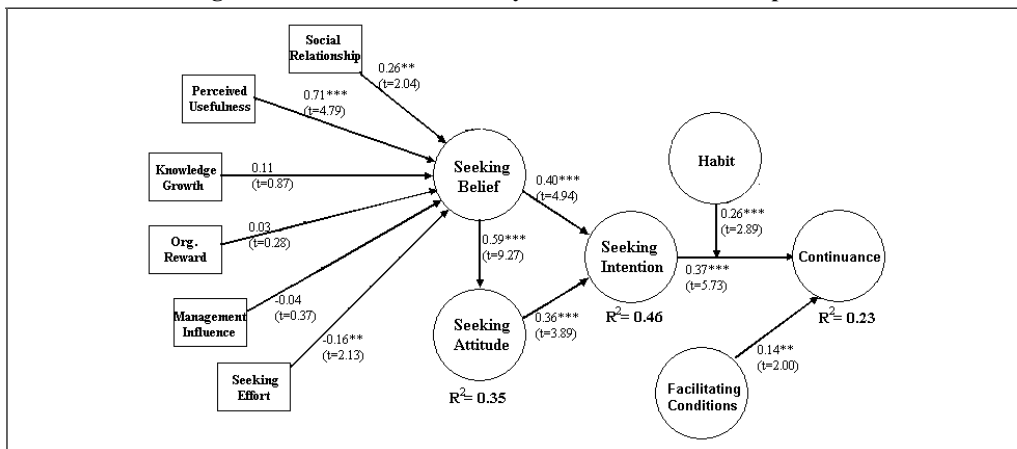 Social
Relationship
0.26**
(t=2.04)
Perceived
Usefulness
0.71***
(t=4.79)
Knowledge
Growth
0.11
(t=0.87)
Org.
Reward
0.03
(t=0.28)
Management
Influence
-0.04
(t=0.37)
Seeking
Effort
-0.16**
(t=2.13)
Seeking
Belief
0.40***
(t=4.94)
0.59***
(t=9.27)
Seeking
Attitude
R²= 0.35
0.36***
(t=3.89)
Seeking
Intention
R²= 0.46
Habit
0.26***
(t=2.89)
0.37***
(t=5.73)
Continuance
R²= 0.23
0.14**
(t=2.00)
Facilitating
Conditions